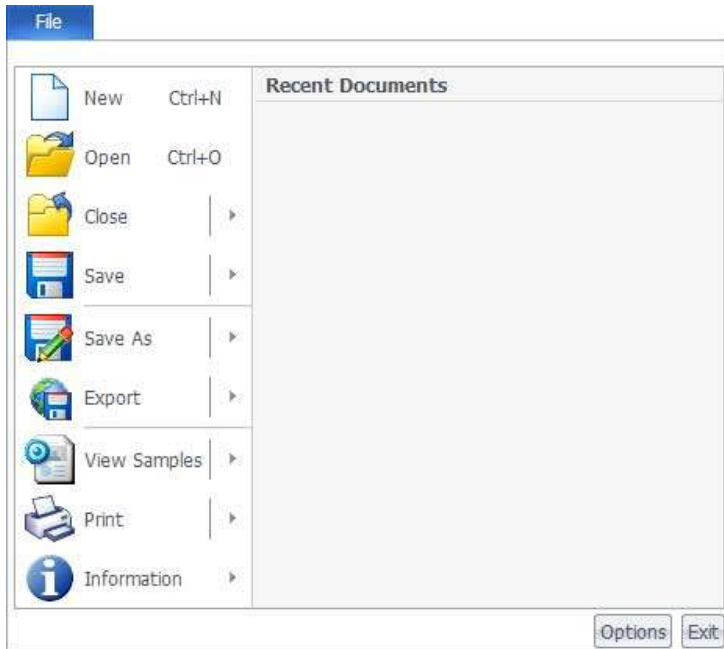 File
New Ctrl+N
Open Ctrl+O
Close
Save
Save As
Export
View Samples
Print
Information
Recent Documents
Options Exit